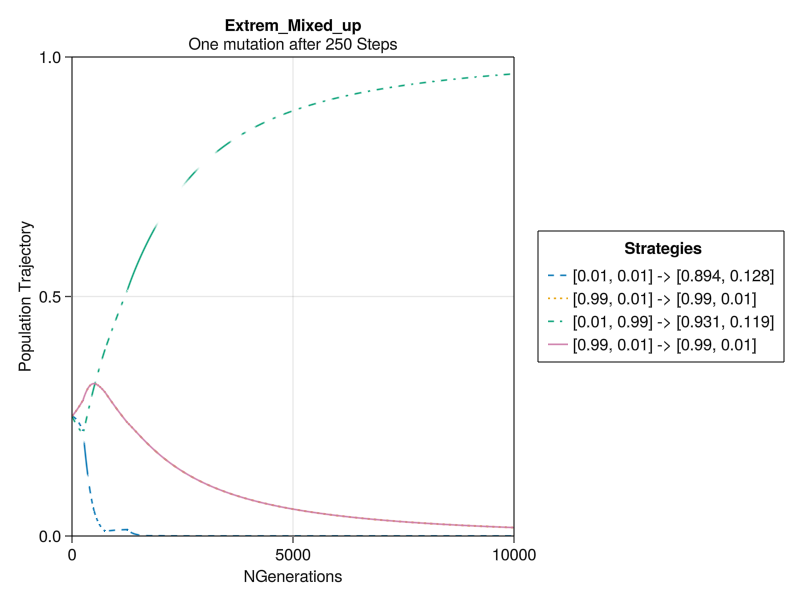 Extrem_Mixed_up
One mutation after 250 Steps
1.0
0.5
0.0
Population Trajectory
0
5000
10000
NGenerations
Strategies
[0.01, 0.01] -> [0.894, 0.128]
[0.99, 0.01] -> [0.99, 0.01]
[0.01, 0.99] -> [0.931, 0.119]
[0.99, 0.01] -> [0.99, 0.01]